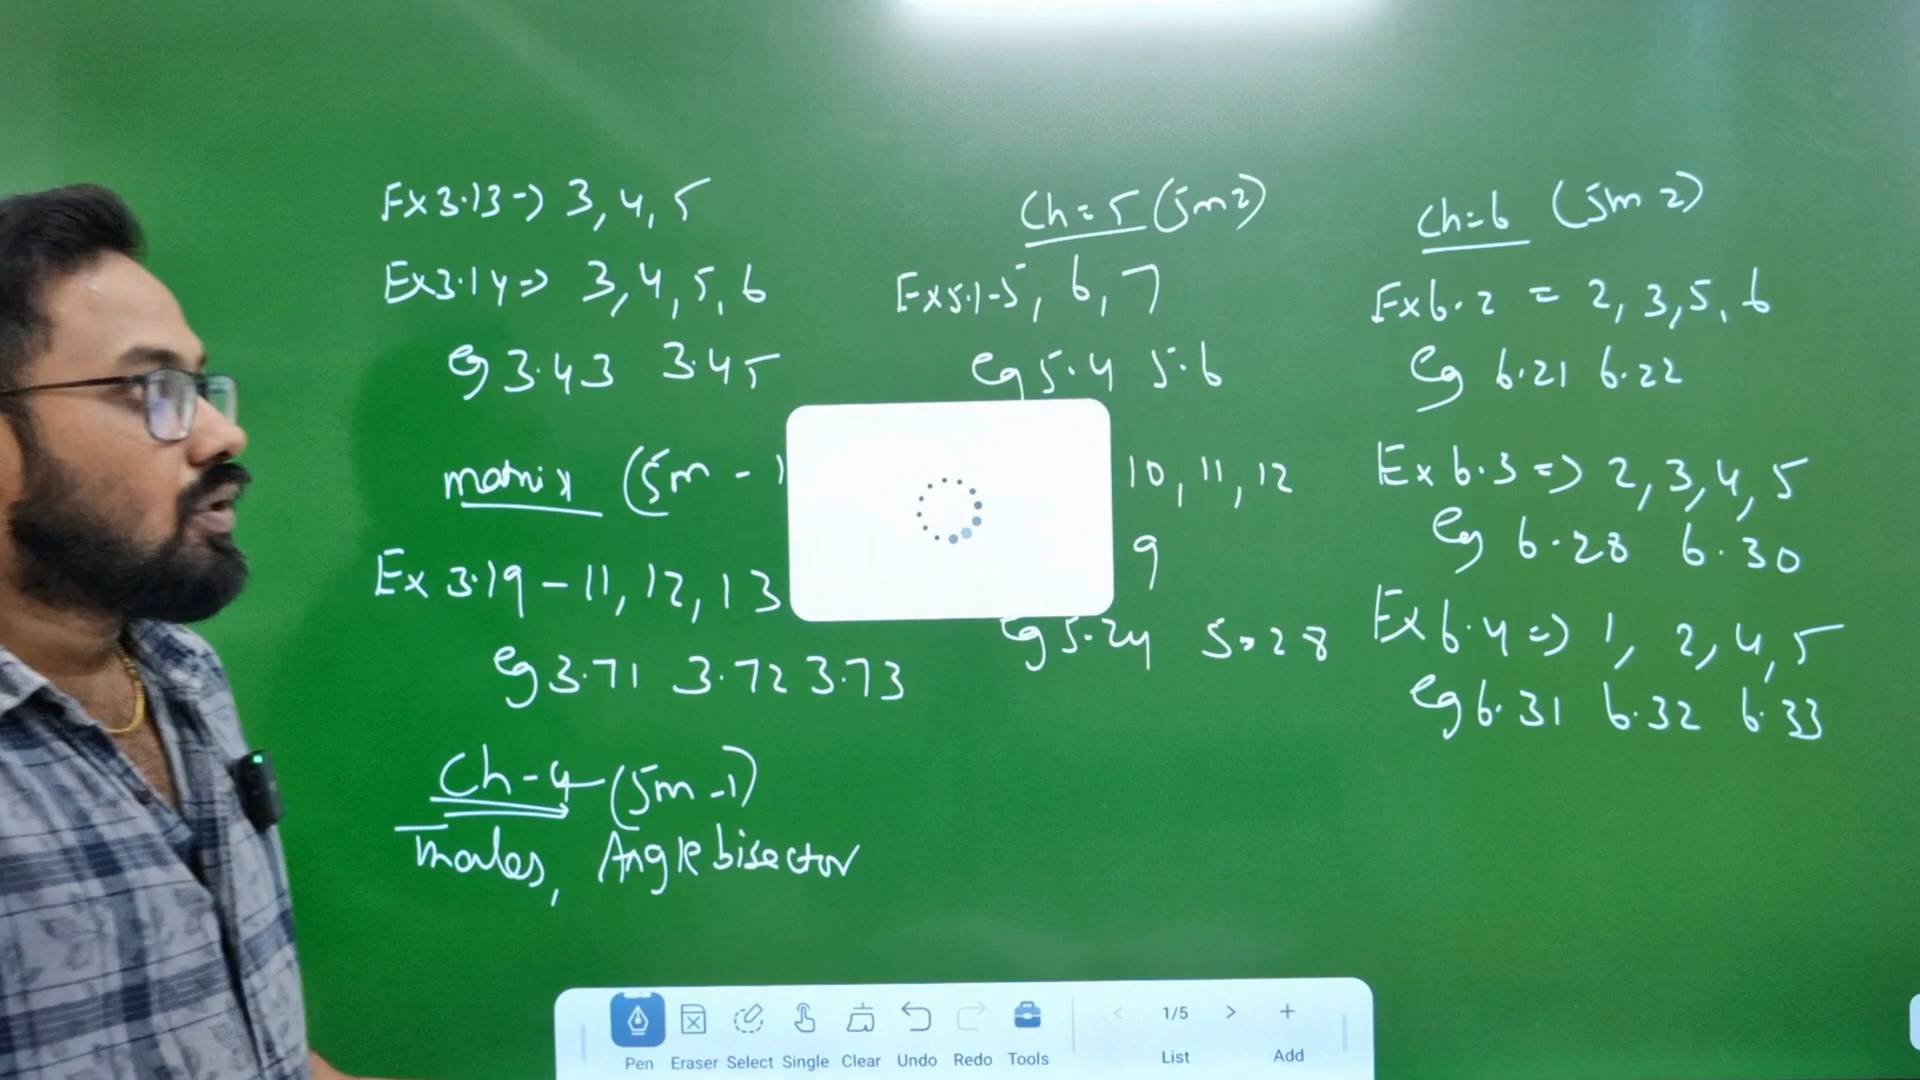 Ex 3.13 -> 3, 4, 5
Ex 3.14 => 3, 4, 5, 6
eg 3.43 3.45
matrix (5m - 1
Ex 3.19 - 11, 12, 13
eg 3.71 3.72 3.73
Ch-4 (5m -1)
Thales, Angle bisector
Ch = 5 (5m 2)
Ex 5.1 - 5, 6, 7
eg 5.4 5.6
10, 11, 12
9
eg 5.24 5.28
Ch = 6 (5m 2)
Ex 6.2 = 2, 3, 5, 6
eg 6.21 6.22
Ex 6.3 => 2, 3, 4, 5
eg 6.28 6.30
Ex 6.4 => 1, 2, 4, 5
eg 6.31 6.32 6.33
Pen Eraser Select Single Clear Undo Redo Tools
1/5
List Add